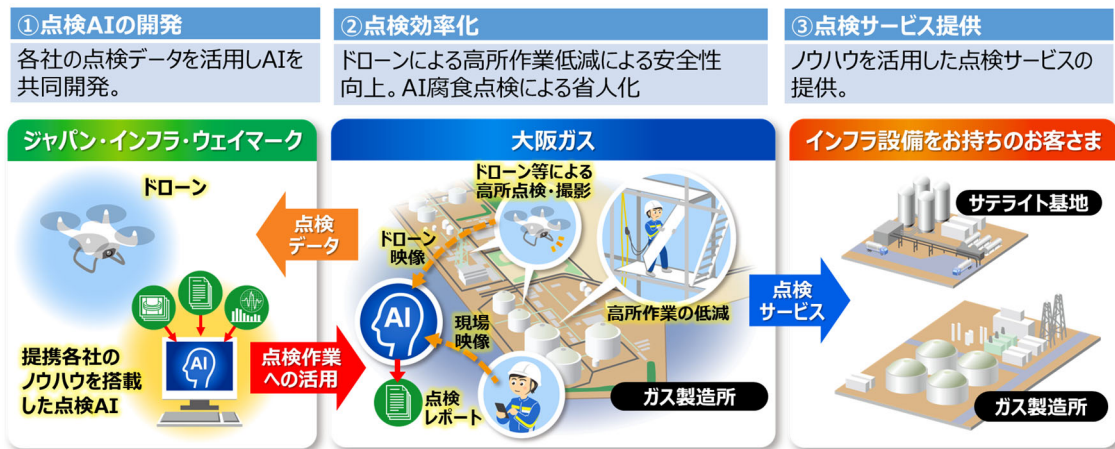 ①点検AIの開発
各社の点検データを活用しAIを
共同開発。
②点検効率化
ドローンによる高所作業低減による安全性
向上。AI腐食点検による省人化
③点検サービス提供
ノウハウを活用した点検サービスの
提供。
ジャパン・インフラ・ウェイマーク
ドローン
点検
データ
提携各社の
ノウハウを搭載
した点検AI
AI
点検作業
への活用
大阪ガス
ドローン等による
高所点検・撮影
ドローン
映像
AI
現場
映像
高所作業の低減
点検
レポート
ガス製造所
点検
サービス
インフラ設備をお持ちのお客さま
サテライト基地
ガス製造所